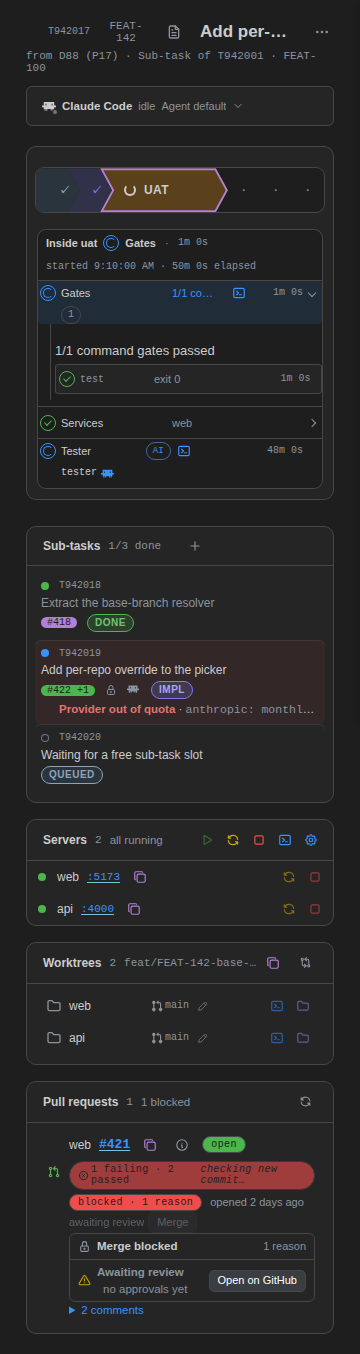 T942017 FEAT-142 Add per-…
from D88 (P17) · Sub-task of T942001 · FEAT-100
Claude Code idle Agent default
✓ ✓ UAT · · ·
Inside uat Gates · 1m 0s
started 9:10:00 AM · 50m 0s elapsed
Gates 1/1 co… 1m 0s
1
1/1 command gates passed
test exit 0 1m 0s
Services web
Tester AI 48m 0s
tester
Sub-tasks 1/3 done
T942018
Extract the base-branch resolver
#418 DONE
T942019
Add per-repo override to the picker
#422 +1 IMPL
Provider out of quota · anthropic: monthl…
T942020
Waiting for a free sub-task slot
QUEUED
Servers 2 all running
web :5173
api :4000
Worktrees 2 feat/FEAT-142-base-…
web main
api main
Pull requests 1 1 blocked
web #421 open
1 failing · 2 passed checking new commit…
blocked · 1 reason opened 2 days ago
awaiting review Merge
Merge blocked 1 reason
Awaiting review
no approvals yet
Open on GitHub
2 comments